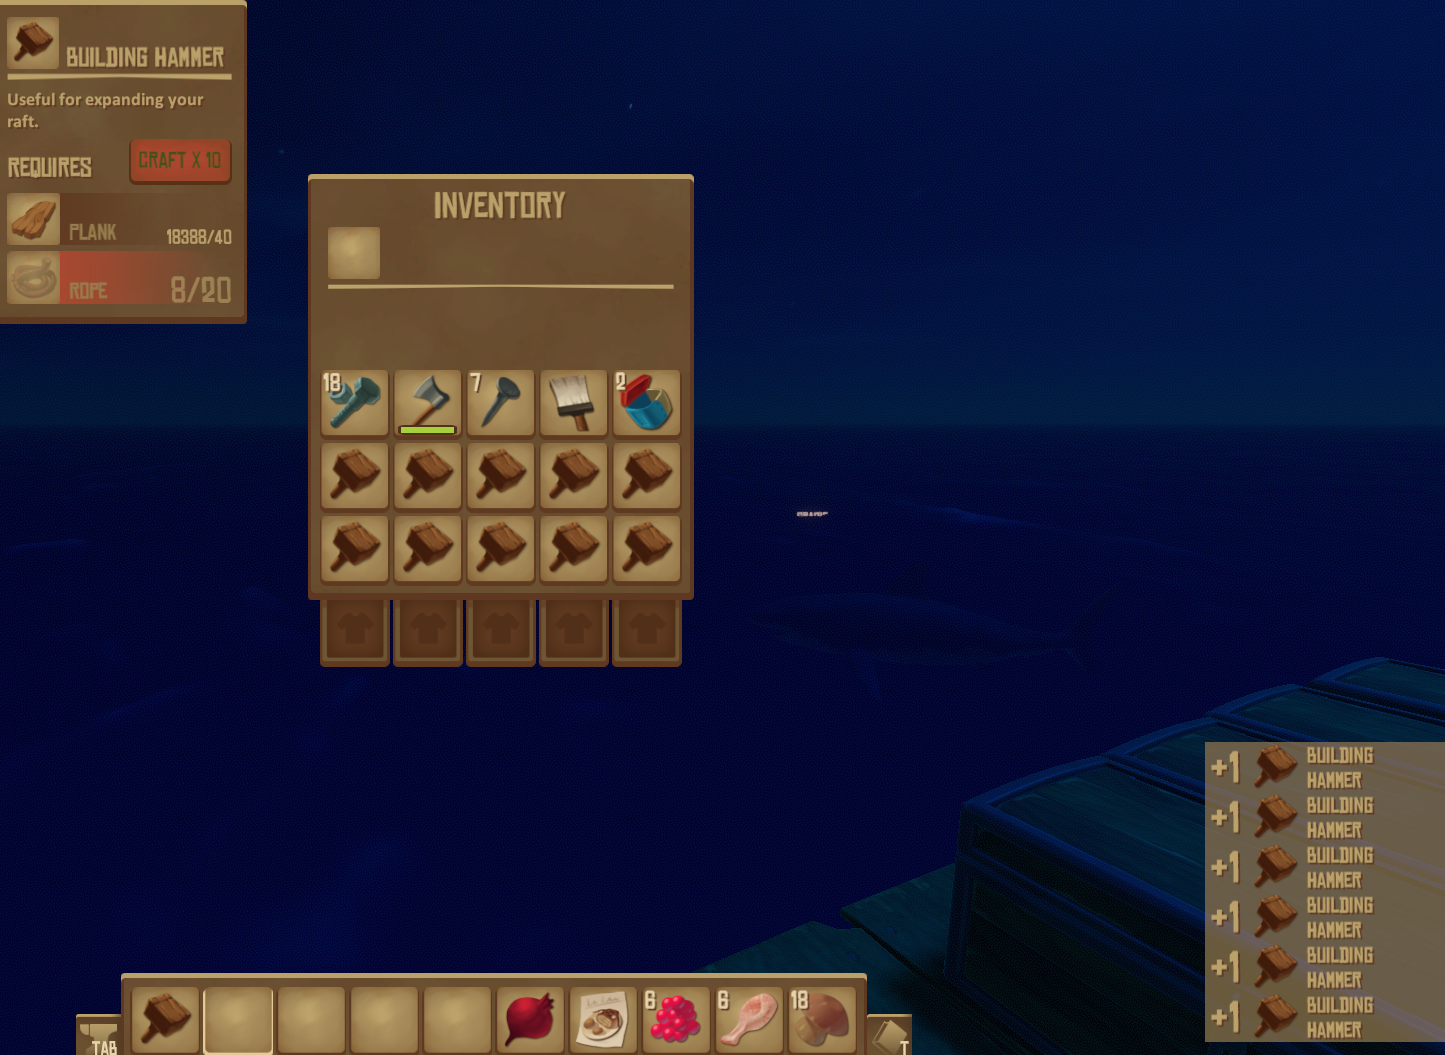 BUILDING HAMMER
Useful for expanding your
raft.
REQUIRES
CRAFT X 10
PLANK
18388/40
ROPE
8/20
INVENTORY
18
7
2
+1 BUILDING
HAMMER
+1 BUILDING
HAMMER
+1 BUILDING
HAMMER
+1 BUILDING
HAMMER
+1 BUILDING
HAMMER
+1 BUILDING
HAMMER
6
6
18
TAB
T